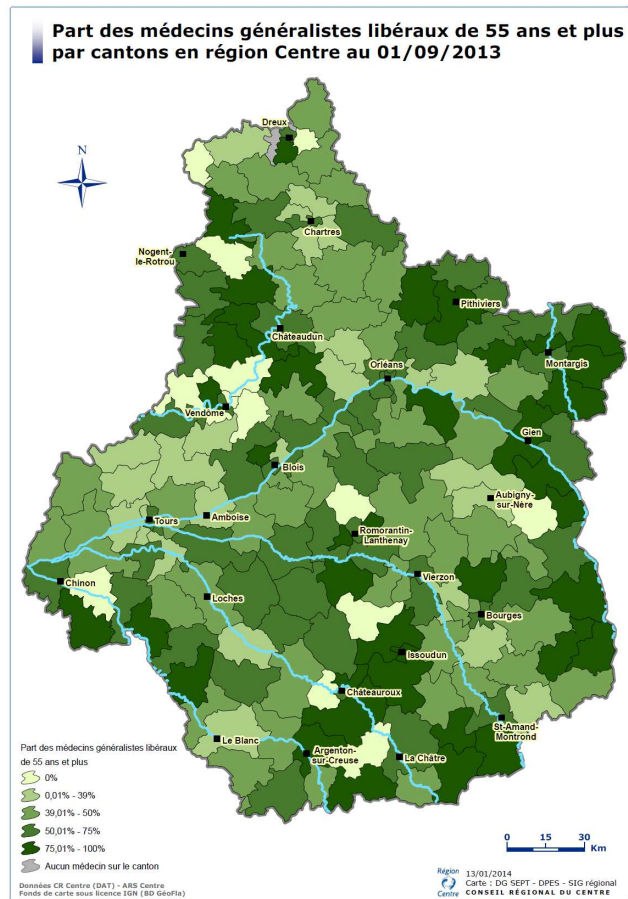 Part des médecins généralistes libéraux de 55 ans et plus
par cantons en région Centre au 01/09/2013
Dreux
N
Chartres
Nogent-
le-Rotrou
Pithiviers
Châteaudun
Montargis
Orléans
Vendôme
Gien
Blois
Aubigny-
sur-Nère
Amboise
Tours
Romorantin-
Lanthenay
Vierzon
Chinon
Loches
Bourges
Issoudun
Châteauroux
St-Amand-
Montrond
Le Blanc
Argenton-
sur-Creuse
La Châtre
Part des médecins généralistes libéraux
de 55 ans et plus
0%
0,01% - 39%
39,01% - 50%
50,01% - 75%
75,01% - 100%
Aucun médecin sur le canton
0 15 30
Km
Données CR Centre (DAT) - ARS Centre
Fonds de carte sous licence IGN (BD GéoFla)
Région
Centre
13/01/2014
Carte : DG SEPT - DPES - SIG régional
CONSEIL RÉGIONAL DU CENTRE